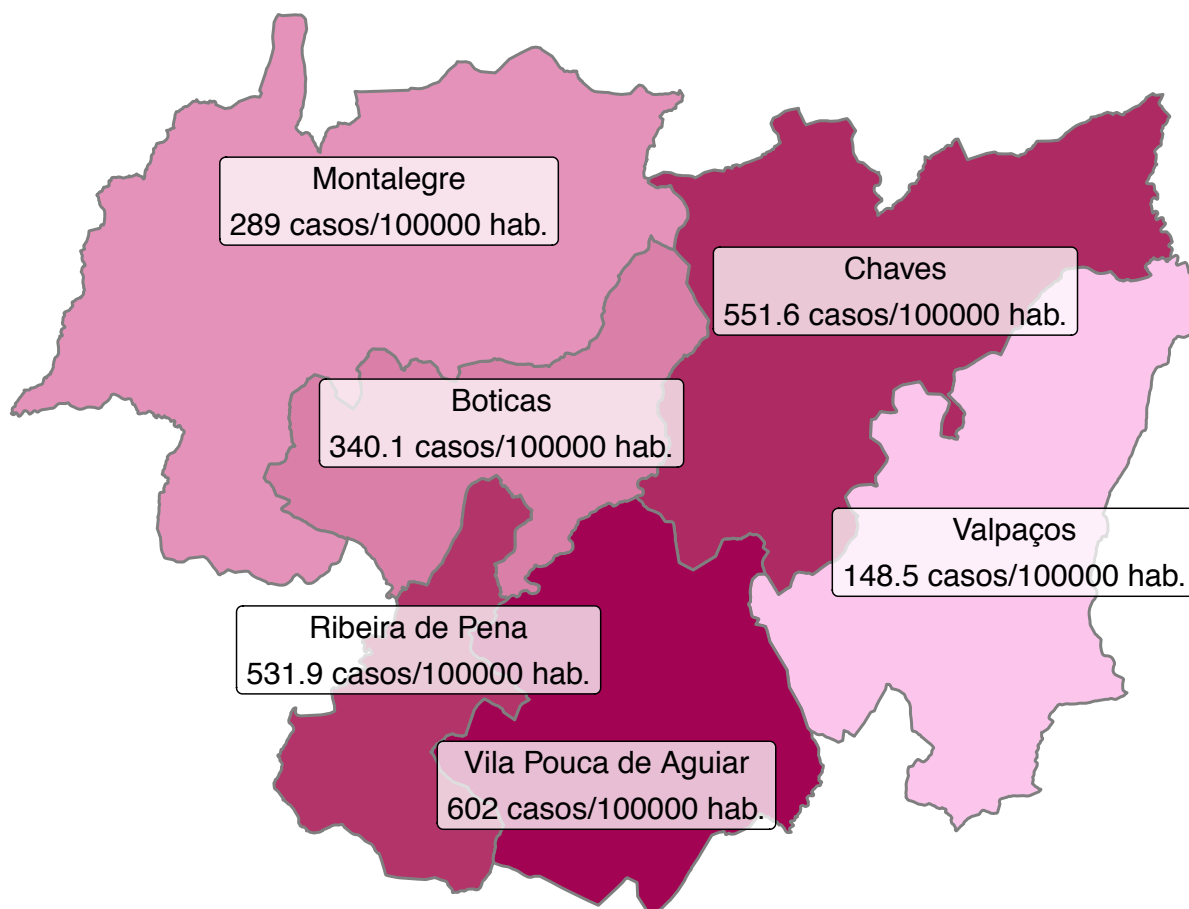 Montalegre
289 casos/100000 hab.
Chaves
551.6 casos/100000 hab.
Boticas
340.1 casos/100000 hab.
Valpaços
148.5 casos/100000 hab.
Ribeira de Pena
531.9 casos/100000 hab.
Vila Pouca de Aguiar
602 casos/100000 hab.